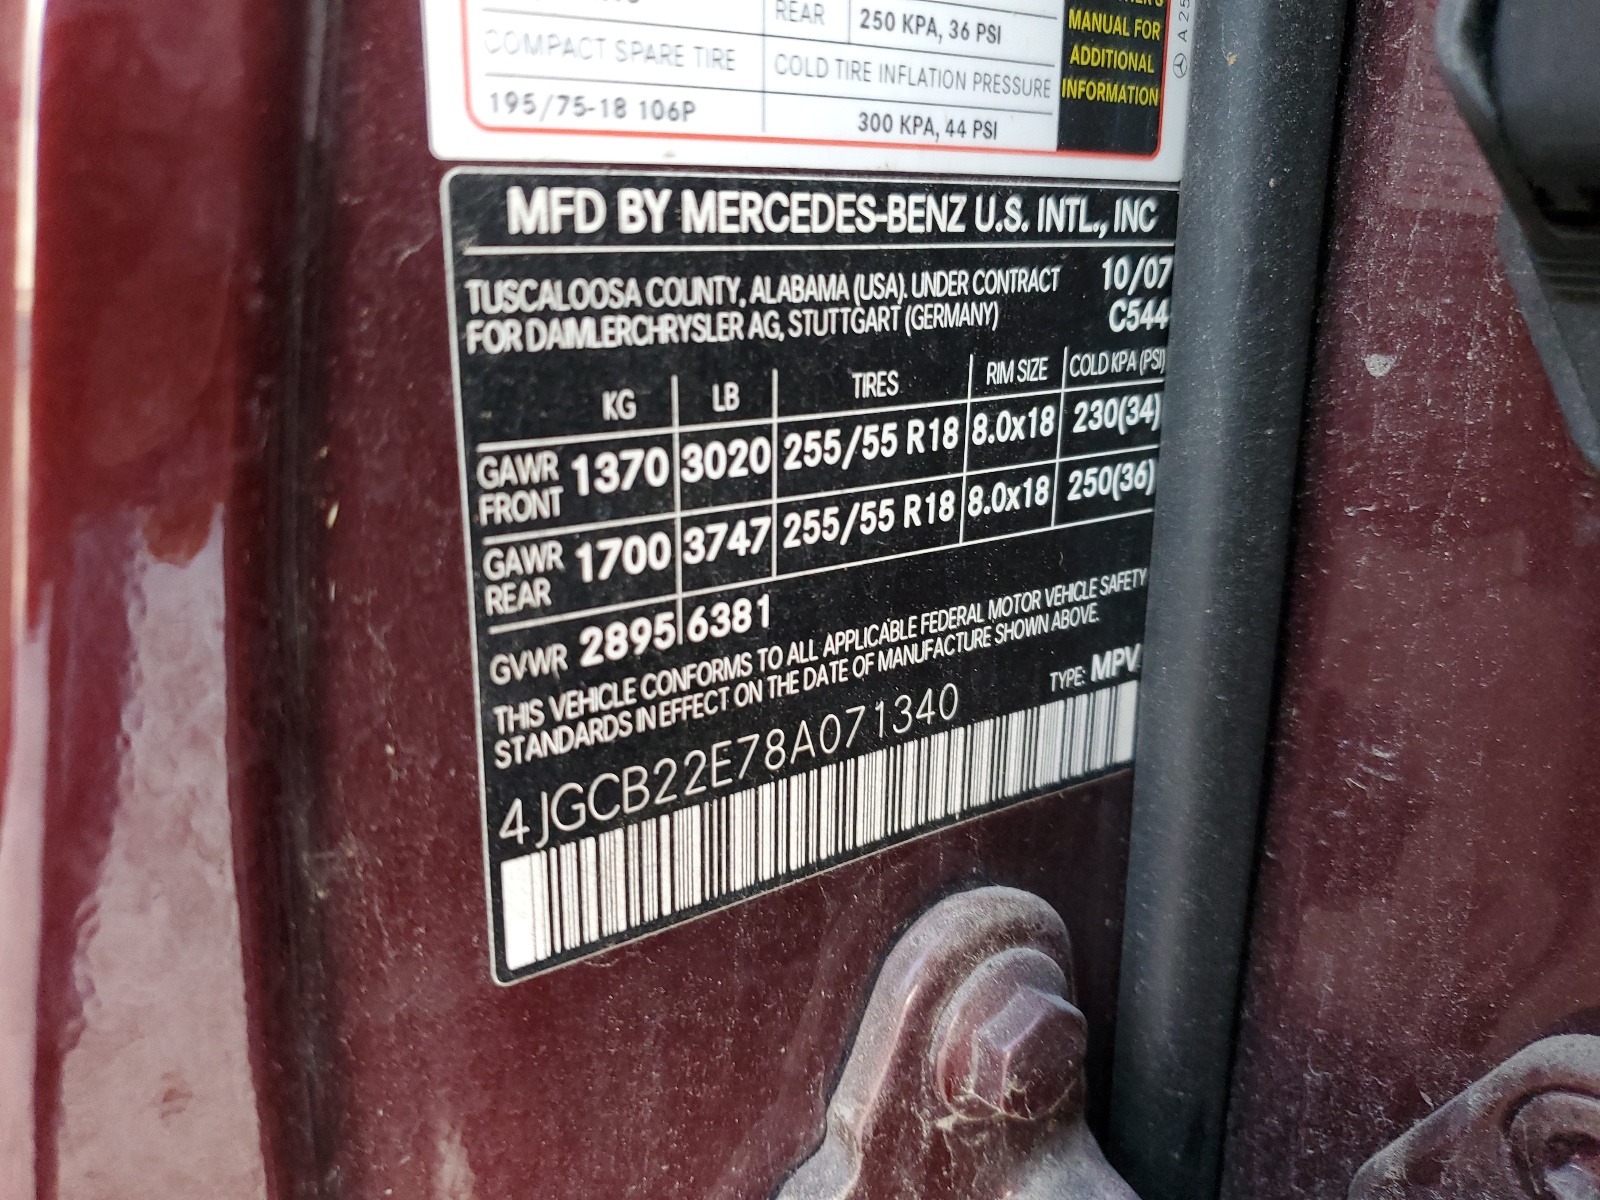 REAR 250 KPA, 36 PSI
MANUAL FOR
ADDITIONAL
INFORMATION
COMPACT SPARE TIRE COLD TIRE INFLATION PRESSURE
195/75-18 106P 300 KPA, 44 PSI
MFD BY MERCEDES-BENZ U.S. INTL., INC
TUSCALOOSA COUNTY, ALABAMA (USA). UNDER CONTRACT 10/07
FOR DAIMLERCHRYSLER AG, STUTTGART (GERMANY) C544
KG LB TIRES RIM SIZE COLD KPA (PSI)
GAWR FRONT 1370 3020 255/55 R18 8.0x18 230(34)
GAWR REAR 1700 3747 255/55 R18 8.0x18 250(36)
GVWR 2895 6381
THIS VEHICLE CONFORMS TO ALL APPLICABLE FEDERAL MOTOR VEHICLE SAFETY
STANDARDS IN EFFECT ON THE DATE OF MANUFACTURE SHOWN ABOVE.
4JGCB22E78A071340 TYPE: MPV